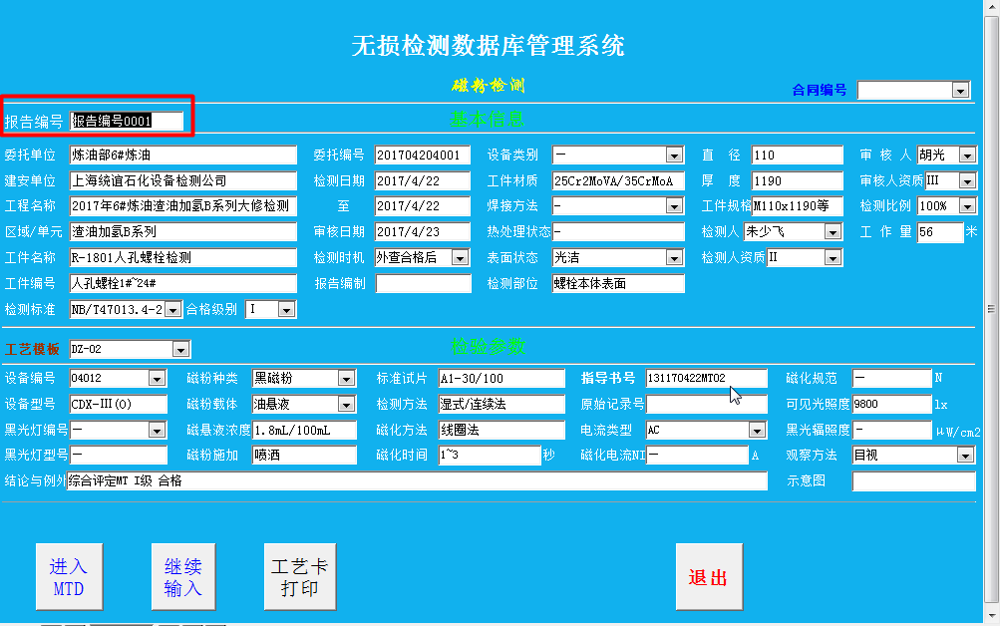 无损检测数据库管理系统
磁粉检测
合同编号
报告编号 报告编号0001 基本信息
委托单位 炼油部6#炼油 委托编号 201704204001 设备类别 — 直 径 110 审 核 人 胡光
建安单位 上海统谊石化设备检测公司 检测日期 2017/4/22 工件材质 25Cr2MoVA/35CrMoA 厚 度 1190 审核人资质 III
工程名称 2017年6#炼油渣油加氢B系列大修检测 至 2017/4/22 焊接方法 - 工件规格 M110x1190等 检测比例 100%
区域/单元 渣油加氢B系列 审核日期 2017/4/23 热处理状态 - 检测人 朱少飞 工 作 量 56 米
工件名称 R-1801人孔螺栓检测 检测时机 外查合格后 表面状态 光洁 检测人资质 II
工件编号 人孔螺栓1#~24# 报告编制 检测部位 螺栓本体表面
检测标准 NB/T47013.4-2 合格级别 I
工艺模板 DZ-02 检验参数
设备编号 04012 磁粉种类 黑磁粉 标准试片 A1-30/100 指导书号 131170422MT02 磁化规范 — N
设备型号 CDX-III(0) 磁粉载体 油悬液 检测方法 湿式/连续法 原始记录号 可见光照度 9800 lx
黑光灯编号 — 磁悬液浓度 1.8mL/100mL 磁化方法 线圈法 电流类型 AC 黑光辐照度 - μW/cm2
黑光灯型号 — 磁粉施加 喷洒 磁化时间 1~3 秒 磁化电流NI — A 观察方法 目视
结论与例外 综合评定MT I级 合格 示意图
进入
MTD
继续
输入
工艺卡
打印
退出